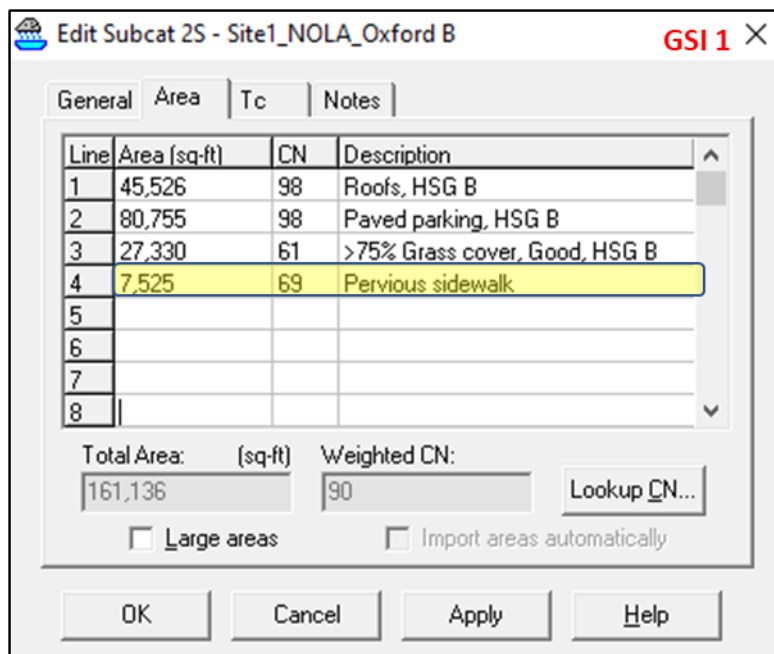 Edit Subcat 2S - Site1_NOLA_Oxford B
GSI 1
General Area Tc Notes
Line Area (sq-ft) CN Description
1 45,526 98 Roofs, HSG B
2 80,755 98 Paved parking, HSG B
3 27,330 61 >75% Grass cover, Good, HSG B
4 7,525 69 Pervious sidewalk
5
6
7
8
Total Area: (sq-ft) Weighted CN:
161,136 90 Lookup CN...
Large areas Import areas automatically
OK Cancel Apply Help